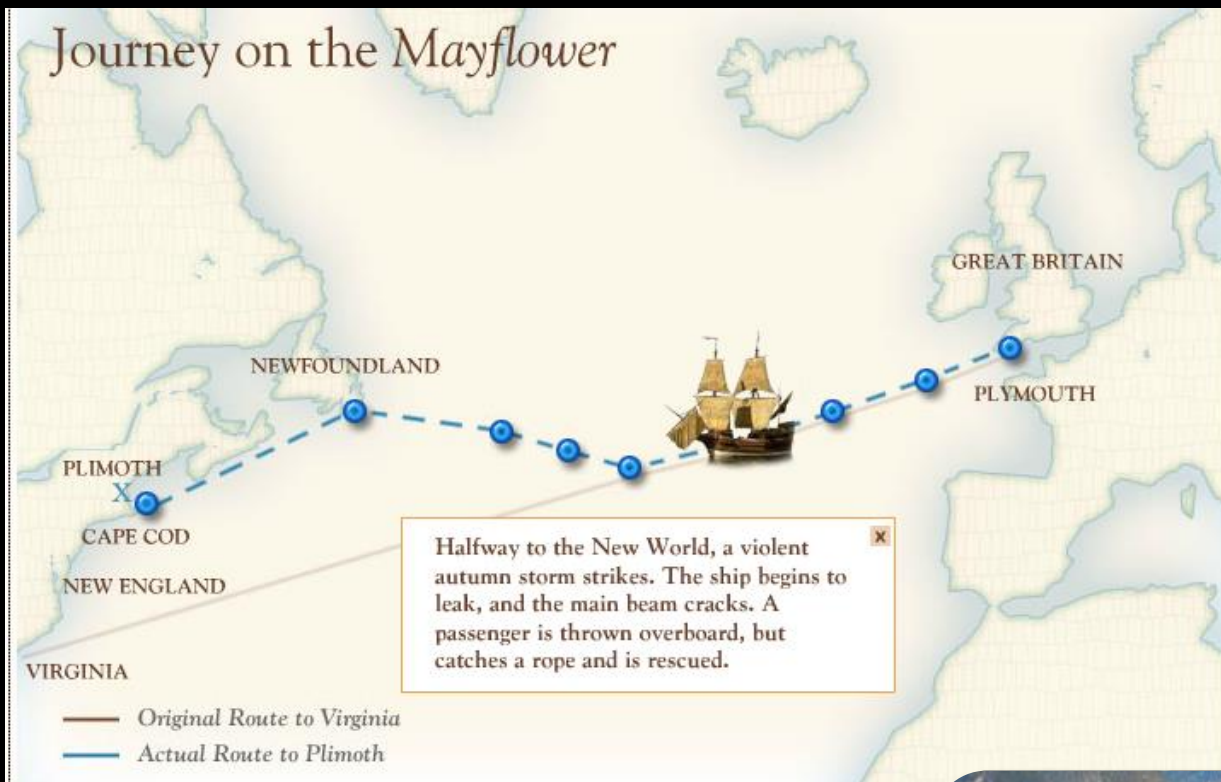 Journey on the Mayflower
GREAT BRITAIN
NEWFOUNDLAND
PLYMOUTH
PLIMOTH
X
CAPE COD
NEW ENGLAND
VIRGINIA
x
Halfway to the New World, a violent
autumn storm strikes. The ship begins to
leak, and the main beam cracks. A
passenger is thrown overboard, but
catches a rope and is rescued.
Original Route to Virginia
Actual Route to Plimoth